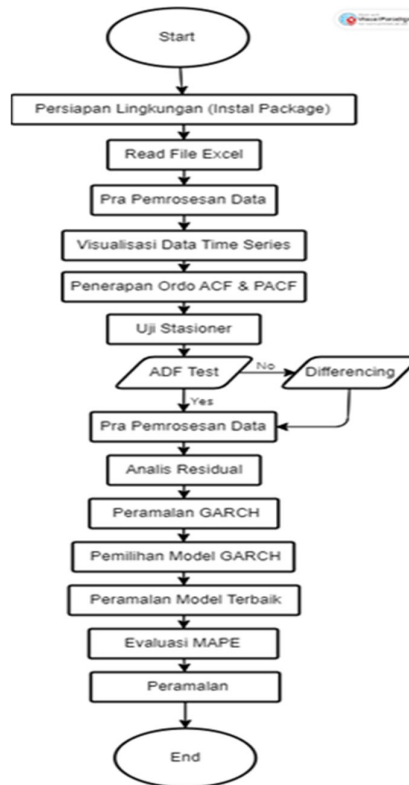 Start
Persiapan Lingkungan (Instal Package)
Read File Excel
Pra Pemrosesan Data
Visualisasi Data Time Series
Penerapan Ordo ACF & PACF
Uji Stasioner
ADF Test
No
Differencing
Yes
Pra Pemrosesan Data
Analis Residual
Peramalan GARCH
Pemilihan Model GARCH
Peramalan Model Terbaik
Evaluasi MAPE
Peramalan
End